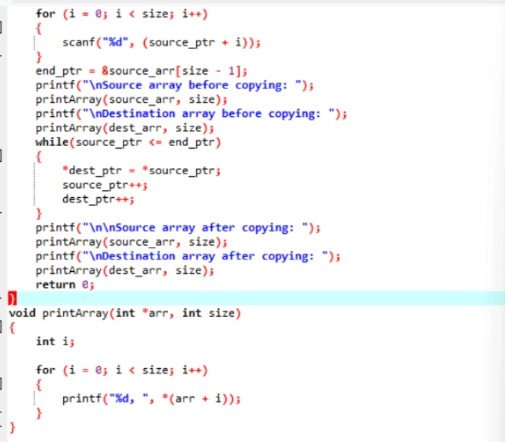 for (i = 0; i < size; i++)
{
scanf("%d", (source_ptr + i));
}
end_ptr = &source_arr[size - 1];
printf("\nSource array before copying: ");
printArray(source_arr, size);
printf("\nDestination array before copying: ");
printArray(dest_arr, size);
while(source_ptr <= end_ptr)
{
*dest_ptr = *source_ptr;
source_ptr++;
dest_ptr++;
}
printf("\n\nSource array after copying: ");
printArray(source_arr, size);
printf("\nDestination array after copying: ");
printArray(dest_arr, size);
return 0;
}
void printArray(int *arr, int size)
{
int i;
for (i = 0; i < size; i++)
{
printf("%d, ", *(arr + i));
}
}